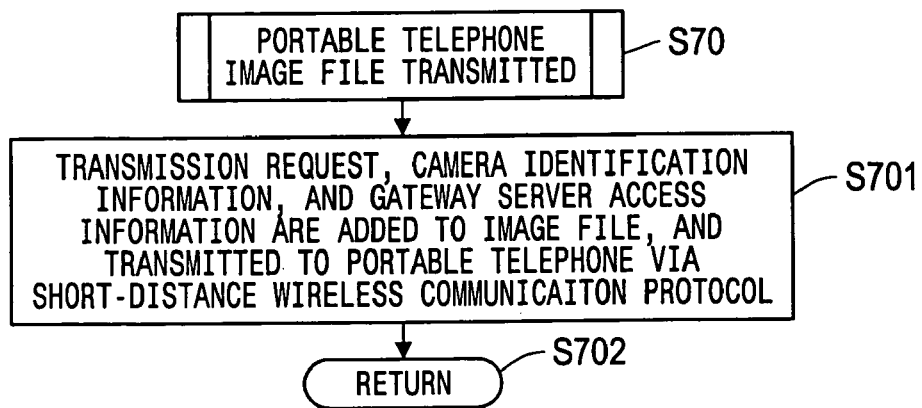 PORTABLE TELEPHONE
IMAGE FILE TRANSMITTED
S70
TRANSMISSION REQUEST, CAMERA IDENTIFICATION
INFORMATION, AND GATEWAY SERVER ACCESS
INFORMATION ARE ADDED TO IMAGE FILE, AND
TRANSMITTED TO PORTABLE TELEPHONE VIA
SHORT-DISTANCE WIRELESS COMMUNICAITON PROTOCOL
S701
RETURN
S702